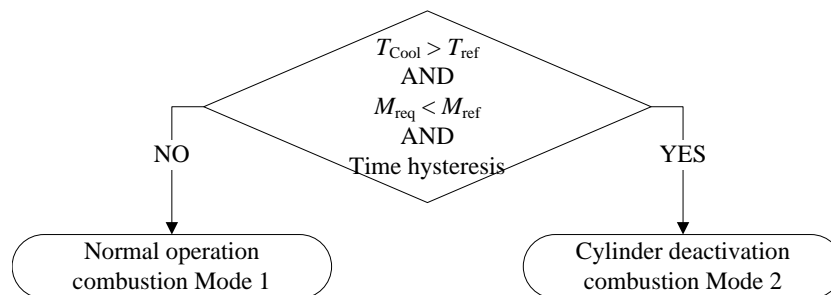 T_Cool > T_ref
AND
M_req < M_ref
AND
Time hysteresis
NO
YES
Normal operation
combustion Mode 1
Cylinder deactivation
combustion Mode 2